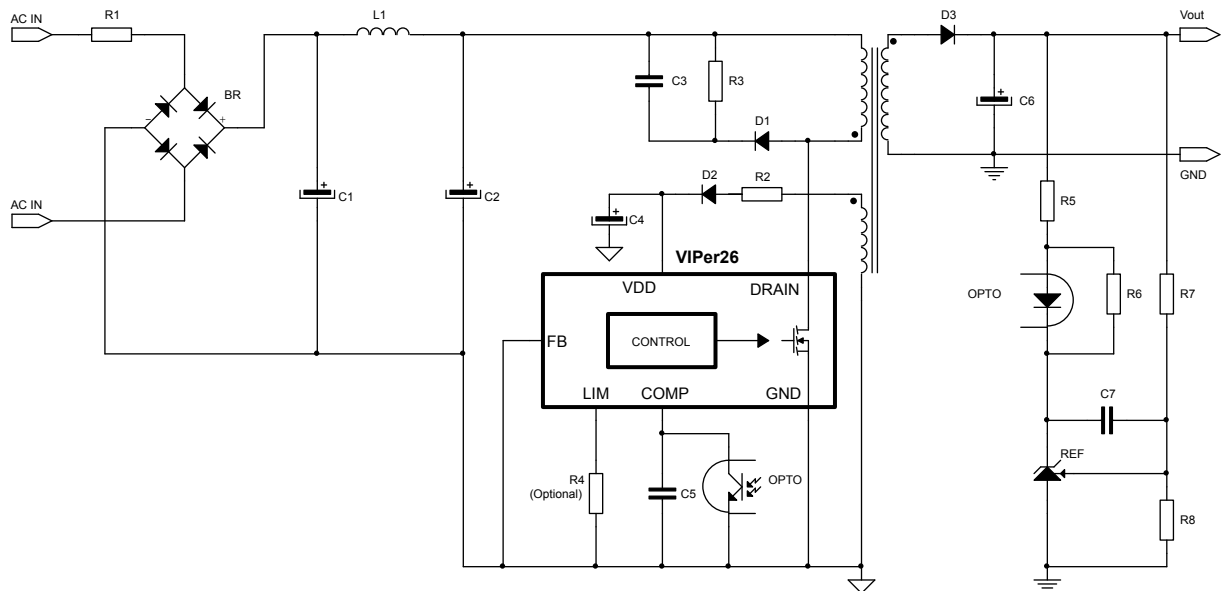 AC IN
R1
L1
D3
Vout
BR
C3
R3
C6
D1
GND
D2
R2
C1
C2
C4
R5
VIPer26
VDD
DRAIN
OPTO
R6
R7
FB
CONTROL
LIM
COMP
GND
C7
REF
R4
(Optional)
C5
OPTO
R8
AC IN
+
-
+
+
+
+